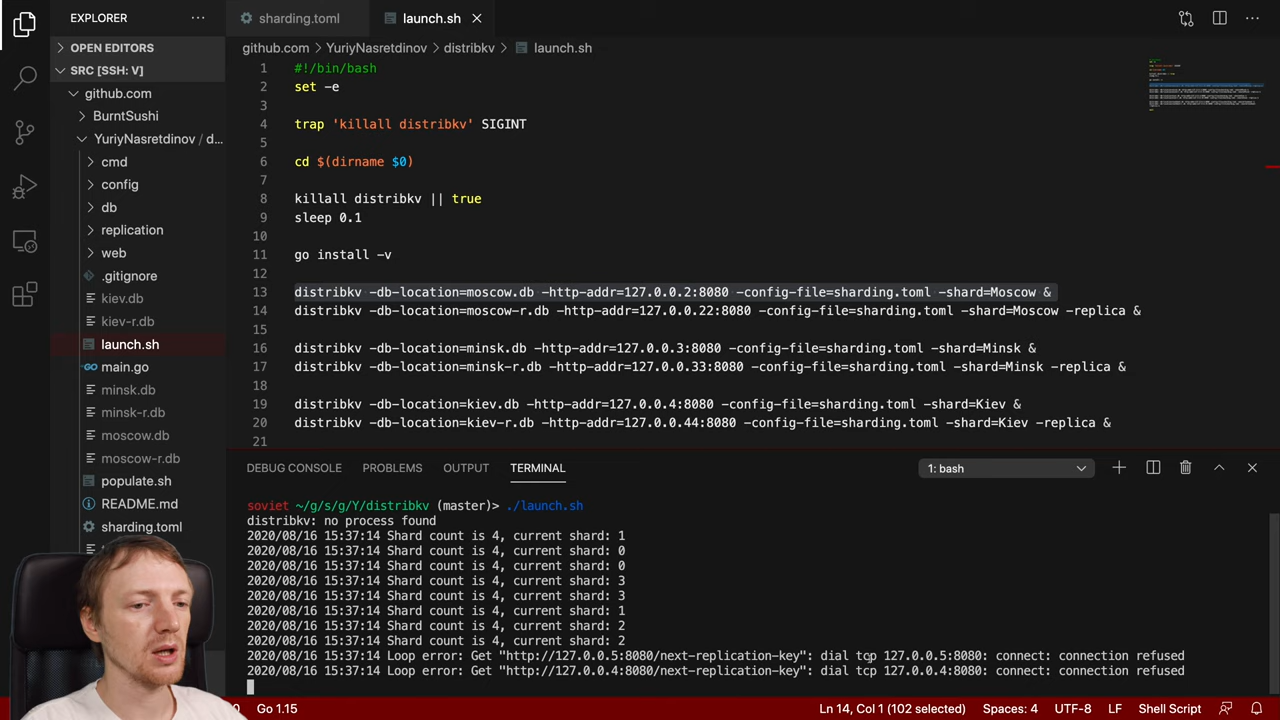 EXPLORER
OPEN EDITORS
SRC [SSH: V]
github.com
BurntSushi
YuriyNasretdinov / d...
cmd
config
db
replication
web
.gitignore
kiev.db
kiev-r.db
launch.sh
main.go
minsk.db
minsk-r.db
moscow.db
moscow-r.db
populate.sh
README.md
sharding.toml
sharding.toml
launch.sh
github.com > YuriyNasretdinov > distribkv > launch.sh
1 #!/bin/bash
2 set -e
3
4 trap 'killall distribkv' SIGINT
5
6 cd $(dirname $0)
7
8 killall distribkv || true
9 sleep 0.1
10
11 go install -v
12
13 distribkv -db-location=moscow.db -http-addr=127.0.0.2:8080 -config-file=sharding.toml -shard=Moscow &
14 distribkv -db-location=moscow-r.db -http-addr=127.0.0.22:8080 -config-file=sharding.toml -shard=Moscow -replica &
15
16 distribkv -db-location=minsk.db -http-addr=127.0.0.3:8080 -config-file=sharding.toml -shard=Minsk &
17 distribkv -db-location=minsk-r.db -http-addr=127.0.0.33:8080 -config-file=sharding.toml -shard=Minsk -replica &
18
19 distribkv -db-location=kiev.db -http-addr=127.0.0.4:8080 -config-file=sharding.toml -shard=Kiev &
20 distribkv -db-location=kiev-r.db -http-addr=127.0.0.44:8080 -config-file=sharding.toml -shard=Kiev -replica &
21
DEBUG CONSOLE PROBLEMS OUTPUT TERMINAL 1: bash
soviet ~/g/s/g/Y/distribkv (master)> ./launch.sh
distribkv: no process found
2020/08/16 15:37:14 Shard count is 4, current shard: 1
2020/08/16 15:37:14 Shard count is 4, current shard: 0
2020/08/16 15:37:14 Shard count is 4, current shard: 0
2020/08/16 15:37:14 Shard count is 4, current shard: 3
2020/08/16 15:37:14 Shard count is 4, current shard: 3
2020/08/16 15:37:14 Shard count is 4, current shard: 1
2020/08/16 15:37:14 Shard count is 4, current shard: 2
2020/08/16 15:37:14 Shard count is 4, current shard: 2
2020/08/16 15:37:14 Loop error: Get "http://127.0.0.5:8080/next-replication-key": dial tcp 127.0.0.5:8080: connect: connection refused
2020/08/16 15:37:14 Loop error: Get "http://127.0.0.4:8080/next-replication-key": dial tcp 127.0.0.4:8080: connect: connection refused
Go 1.15 Ln 14, Col 1 (102 selected) Spaces: 4 UTF-8 LF Shell Script